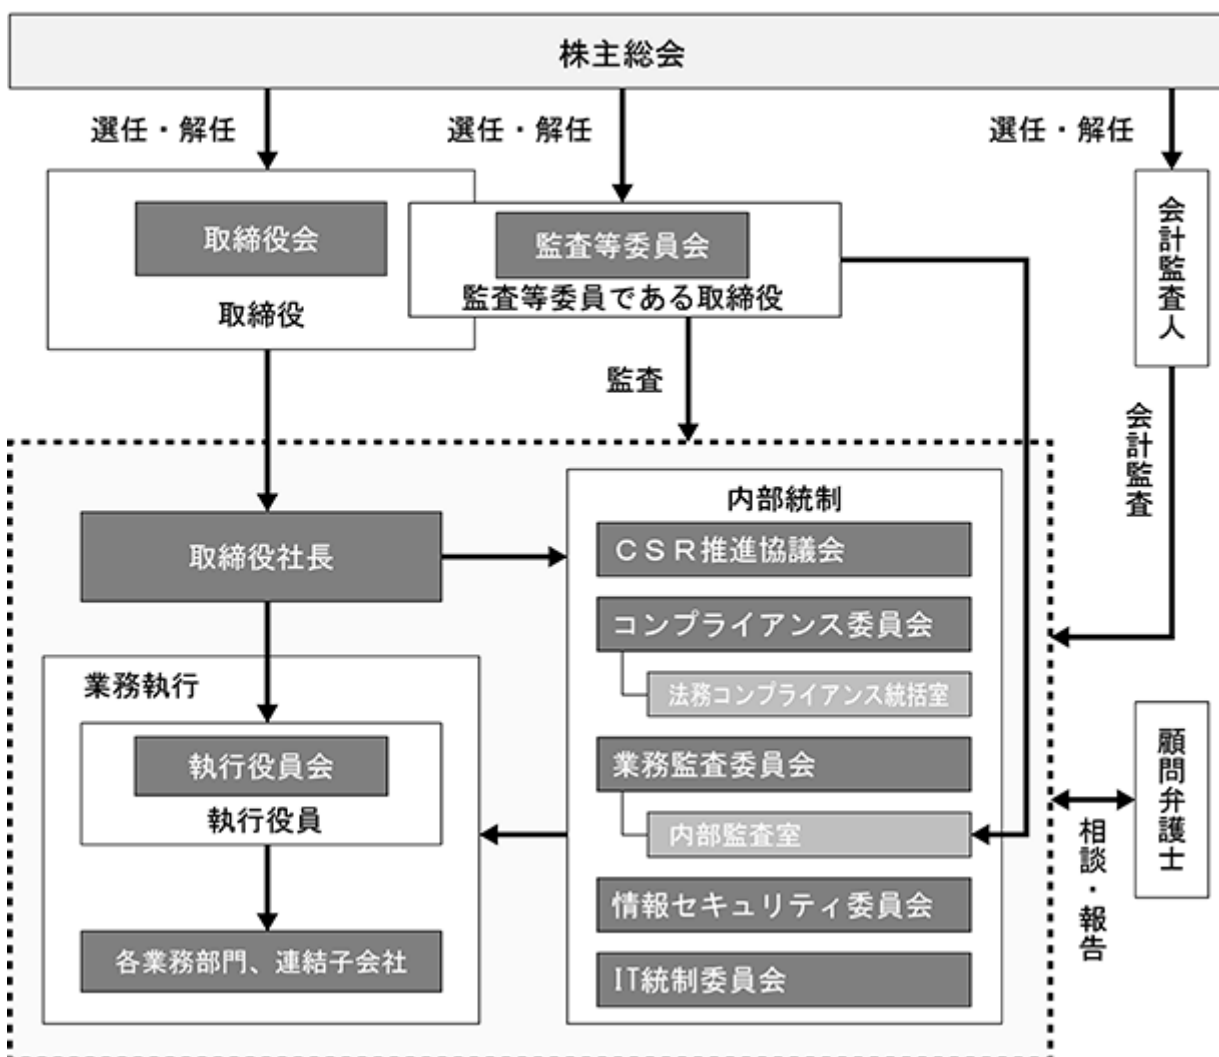 株主総会
選任・解任
選任・解任
選任・解任
取締役会
取締役
監査等委員会
監査等委員である取締役
会計監査人
監査
会計監査
取締役社長
内部統制
ＣＳＲ推進協議会
コンプライアンス委員会
法務コンプライアンス統括室
業務監査委員会
内部監査室
情報セキュリティ委員会
IT統制委員会
業務執行
執行役員会
執行役員
各業務部門、連結子会社
顧問弁護士
相談・報告